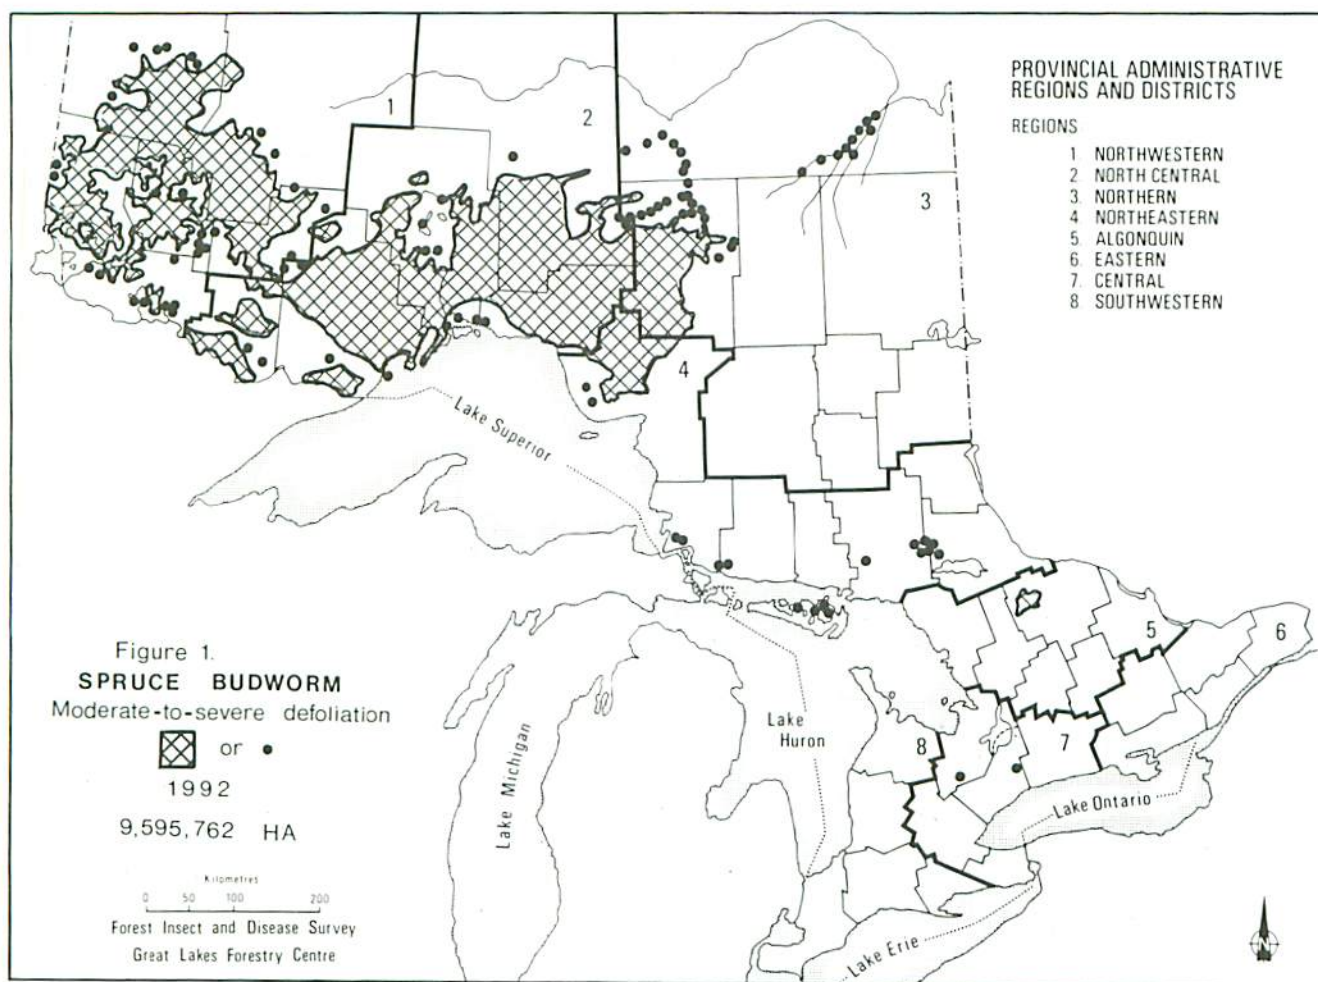 PROVINCIAL ADMINISTRATIVE
REGIONS AND DISTRICTS
REGIONS
1 NORTHWESTERN
2 NORTH CENTRAL
3 NORTHERN
4 NORTHEASTERN
5. ALGONQUIN
6. EASTERN
7. CENTRAL
8 SOUTHWESTERN
1
2
3
4
5
6
7
8
Lake Superior
Lake Michigan
Lake
Huron
Lake Ontario
Lake Erie
Figure 1.
SPRUCE BUDWORM
Moderate-to-severe defoliation
or
1992
9,595,762 HA
Kilometres
0 50 100 200
Forest Insect and Disease Survey
Great Lakes Forestry Centre
N